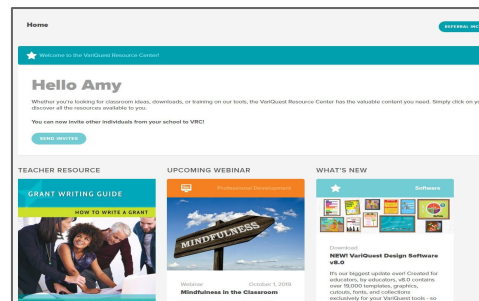 Home
REFERRAL INC
Welcome to the VariQuest Resource Center!
Hello Amy
Whether you're looking for classroom ideas, downloads, or training on our tools, the VariQuest Resource Center has the valuable content you need. Simply click on yo
discover all the resources available to you.
You can now invite other individuals from your school to VRC!
SEND INVITES
TEACHER RESOURCE
GRANT WRITING GUIDE
HOW TO WRITE A GRANT
UPCOMING WEBINAR
Professional Development
MINDFULNESS
Webinar October 1, 2019
Mindfulness in the Classroom
WHAT'S NEW
Software
Download
NEW! VariQuest Design Software
v8.0
It's our biggest update ever! Created for
educators, by educators, v8.0 contains
over 19,000 templates, graphics,
cutouts, fonts, and collections
exclusively for your VariQuest tools - so